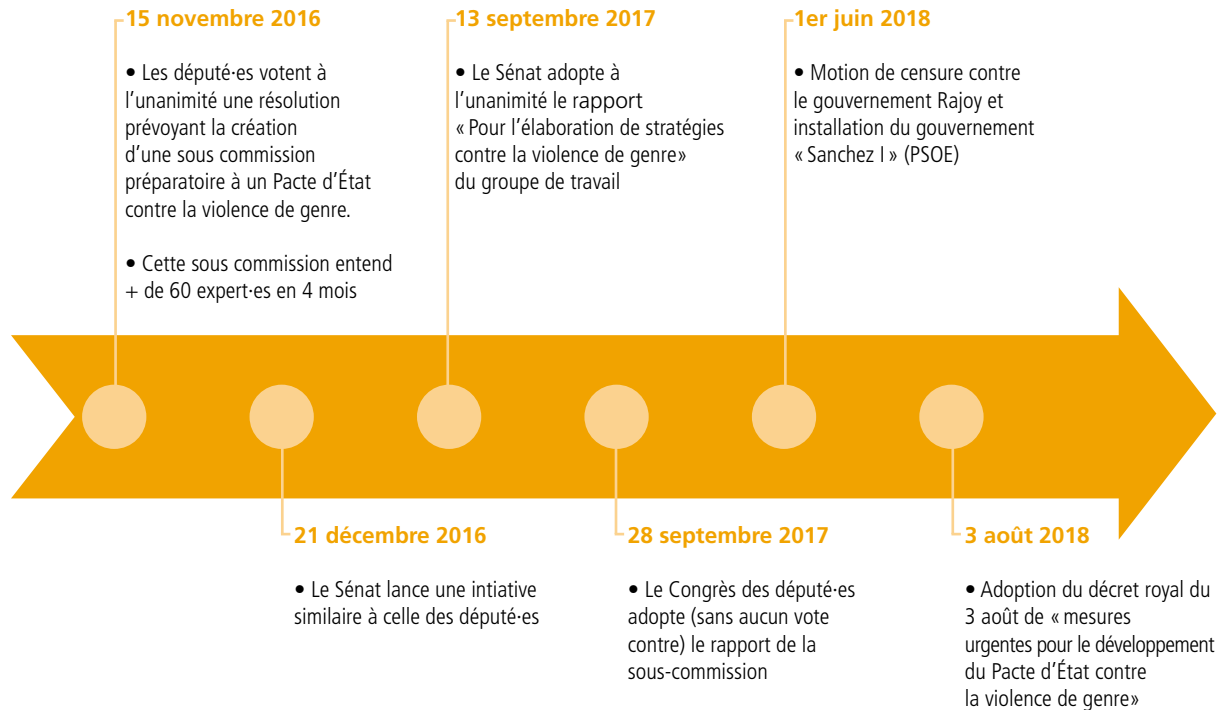 15 novembre 2016
• Les député·es votent à
l’unanimité une résolution
prévoyant la création
d’une sous commission
préparatoire à un Pacte d’État
contre la violence de genre.
• Cette sous commission entend
+ de 60 expert·es en 4 mois
13 septembre 2017
• Le Sénat adopte à
l’unanimité le rapport
« Pour l’élaboration de stratégies
contre la violence de genre»
du groupe de travail
1er juin 2018
• Motion de censure contre
le gouvernement Rajoy et
installation du gouvernement
« Sanchez I » (PSOE)
21 décembre 2016
• Le Sénat lance une intiative
similaire à celle des député·es
28 septembre 2017
• Le Congrès des député·es
adopte (sans aucun vote
contre) le rapport de la
sous-commission
3 août 2018
• Adoption du décret royal du
3 août de « mesures
urgentes pour le développement
du Pacte d’État contre
la violence de genre»